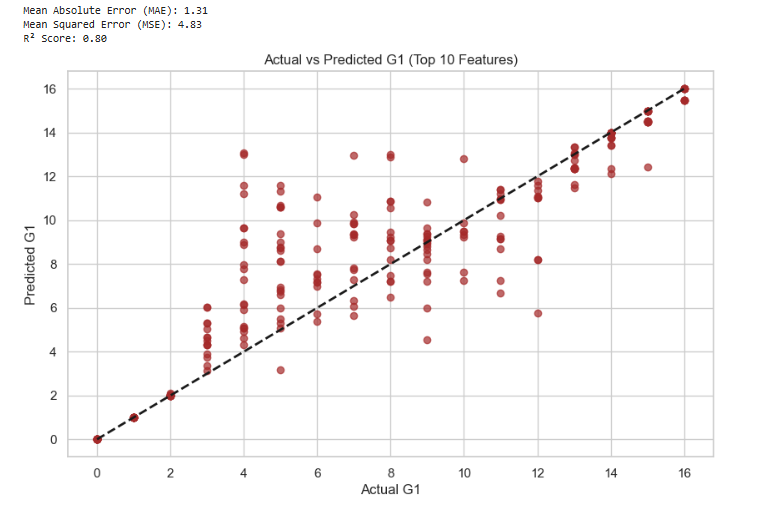 Mean Absolute Error (MAE): 1.31
Mean Squared Error (MSE): 4.83
R² Score: 0.80
Actual vs Predicted G1 (Top 10 Features)
16
14
12
10
8
6
4
2
0
Predicted G1
0 2 4 6 8 10 12 14 16
Actual G1